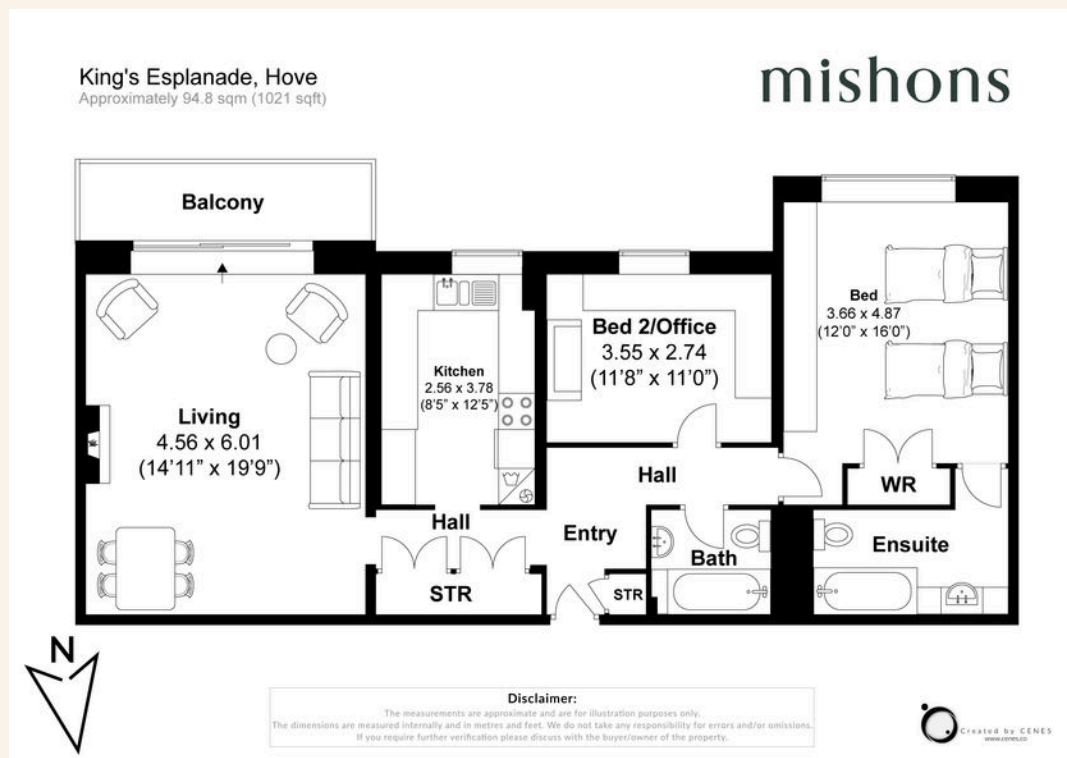 King's Esplanade, Hove
Approximately 94.8 sqm (1021 sqft)
mishons
Balcony
Living
4.56 x 6.01
(14'11” x 19'9”)
Kitchen
2.56 x 3.78
(8'5” x 12'5”)
Bed 2/Office
3.55 x 2.74
(11'8” x 11'0”)
Bed
3.66 x 4.87
(12'0” x 16'0”)
Hall
WR
Hall
Entry
Bath
Ensuite
STR
STR
N
Disclaimer:
The measurements are approximate and are for illustration purposes only.
The dimensions are measured internally and in metres and feet. We do not take any responsibility for errors and/or omissions.
If you require further verification please discuss with the buyer/owner of the property.
Created by CENES
www.cenes.co